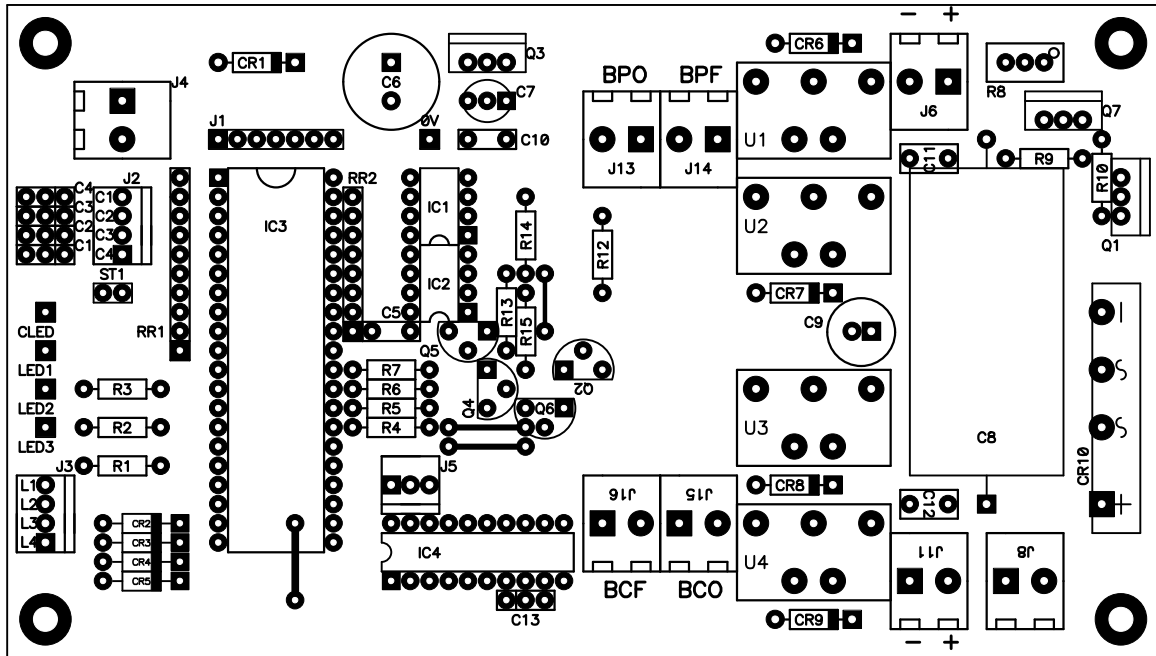 - +
CR6
CR1
Q3
J4
C6
BPO
BPF
R8
C7
J6
Q7
J1
0V
C10
U1
C11
R9
J13
J14
R10
C4
C3
C2
C1
J2
C1
C2
C3
C4
RR2
IC1
IC3
R14
R12
U2
Q1
ST1
IC2
CR7
C5
R13
R15
C9
CLED
RR1
Q5
LED1
R7
R6
R5
R4
Q4
Q2
Q6
LED2
R3
R2
LED3
R1
U3
C8
CR10
- S S +
J3
L1
L2
L3
L4
J5
CR8
J16
J15
C12
CR2
CR3
CR4
CR5
IC4
U4
J11
J8
BCF
BCO
C13
CR9
- +